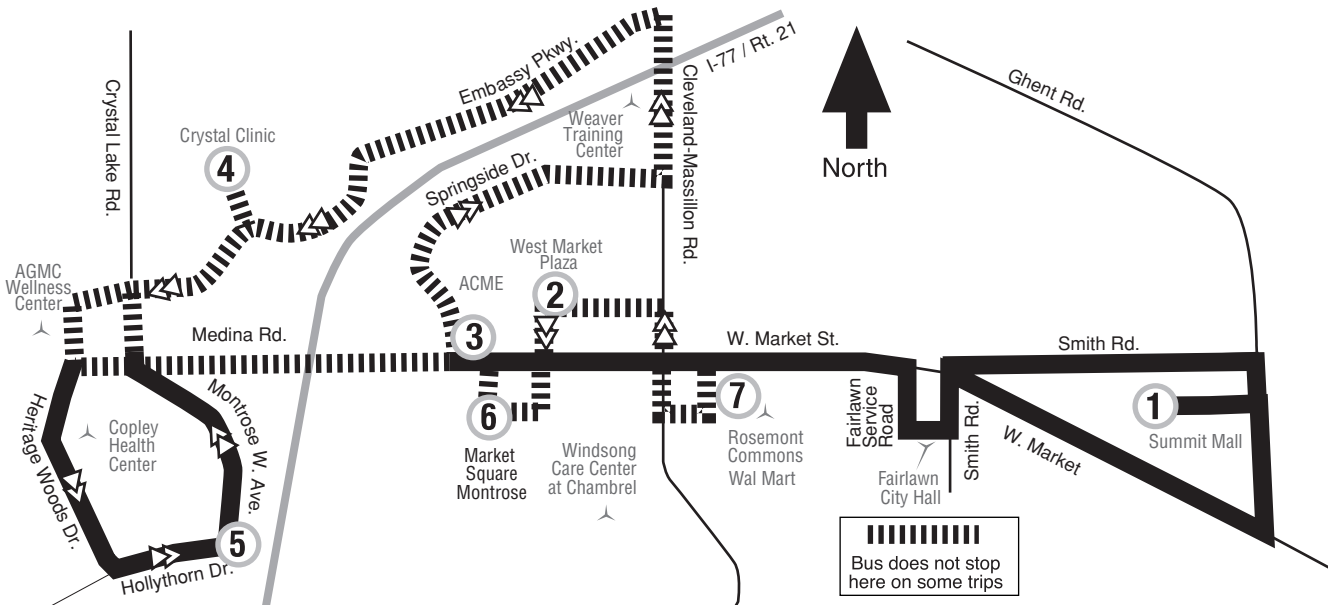 Crystal Lake Rd.
Crystal Clinic
4
Embassy Pkwy.
I-77 / Rt. 21
Cleveland-Massillon Rd.
Weaver
Training
Center
Springside Dr.
North
Ghent Rd.
AGMC
Wellness
Center
ACME
West Market
Plaza
2
3
Medina Rd.
W. Market St.
Smith Rd.
Heritage Woods Dr.
Copley
Health
Center
Montrose W. Ave.
5
Hollythorn Dr.
6
Market
Square
Montrose
7
Rosemont
Commons
Wal Mart
Windsong
Care Center
at Chambrel
Fairlawn
Service
Road
Fairlawn
City Hall
Smith Rd.
W. Market
1
Summit Mall
Bus does not stop
here on some trips